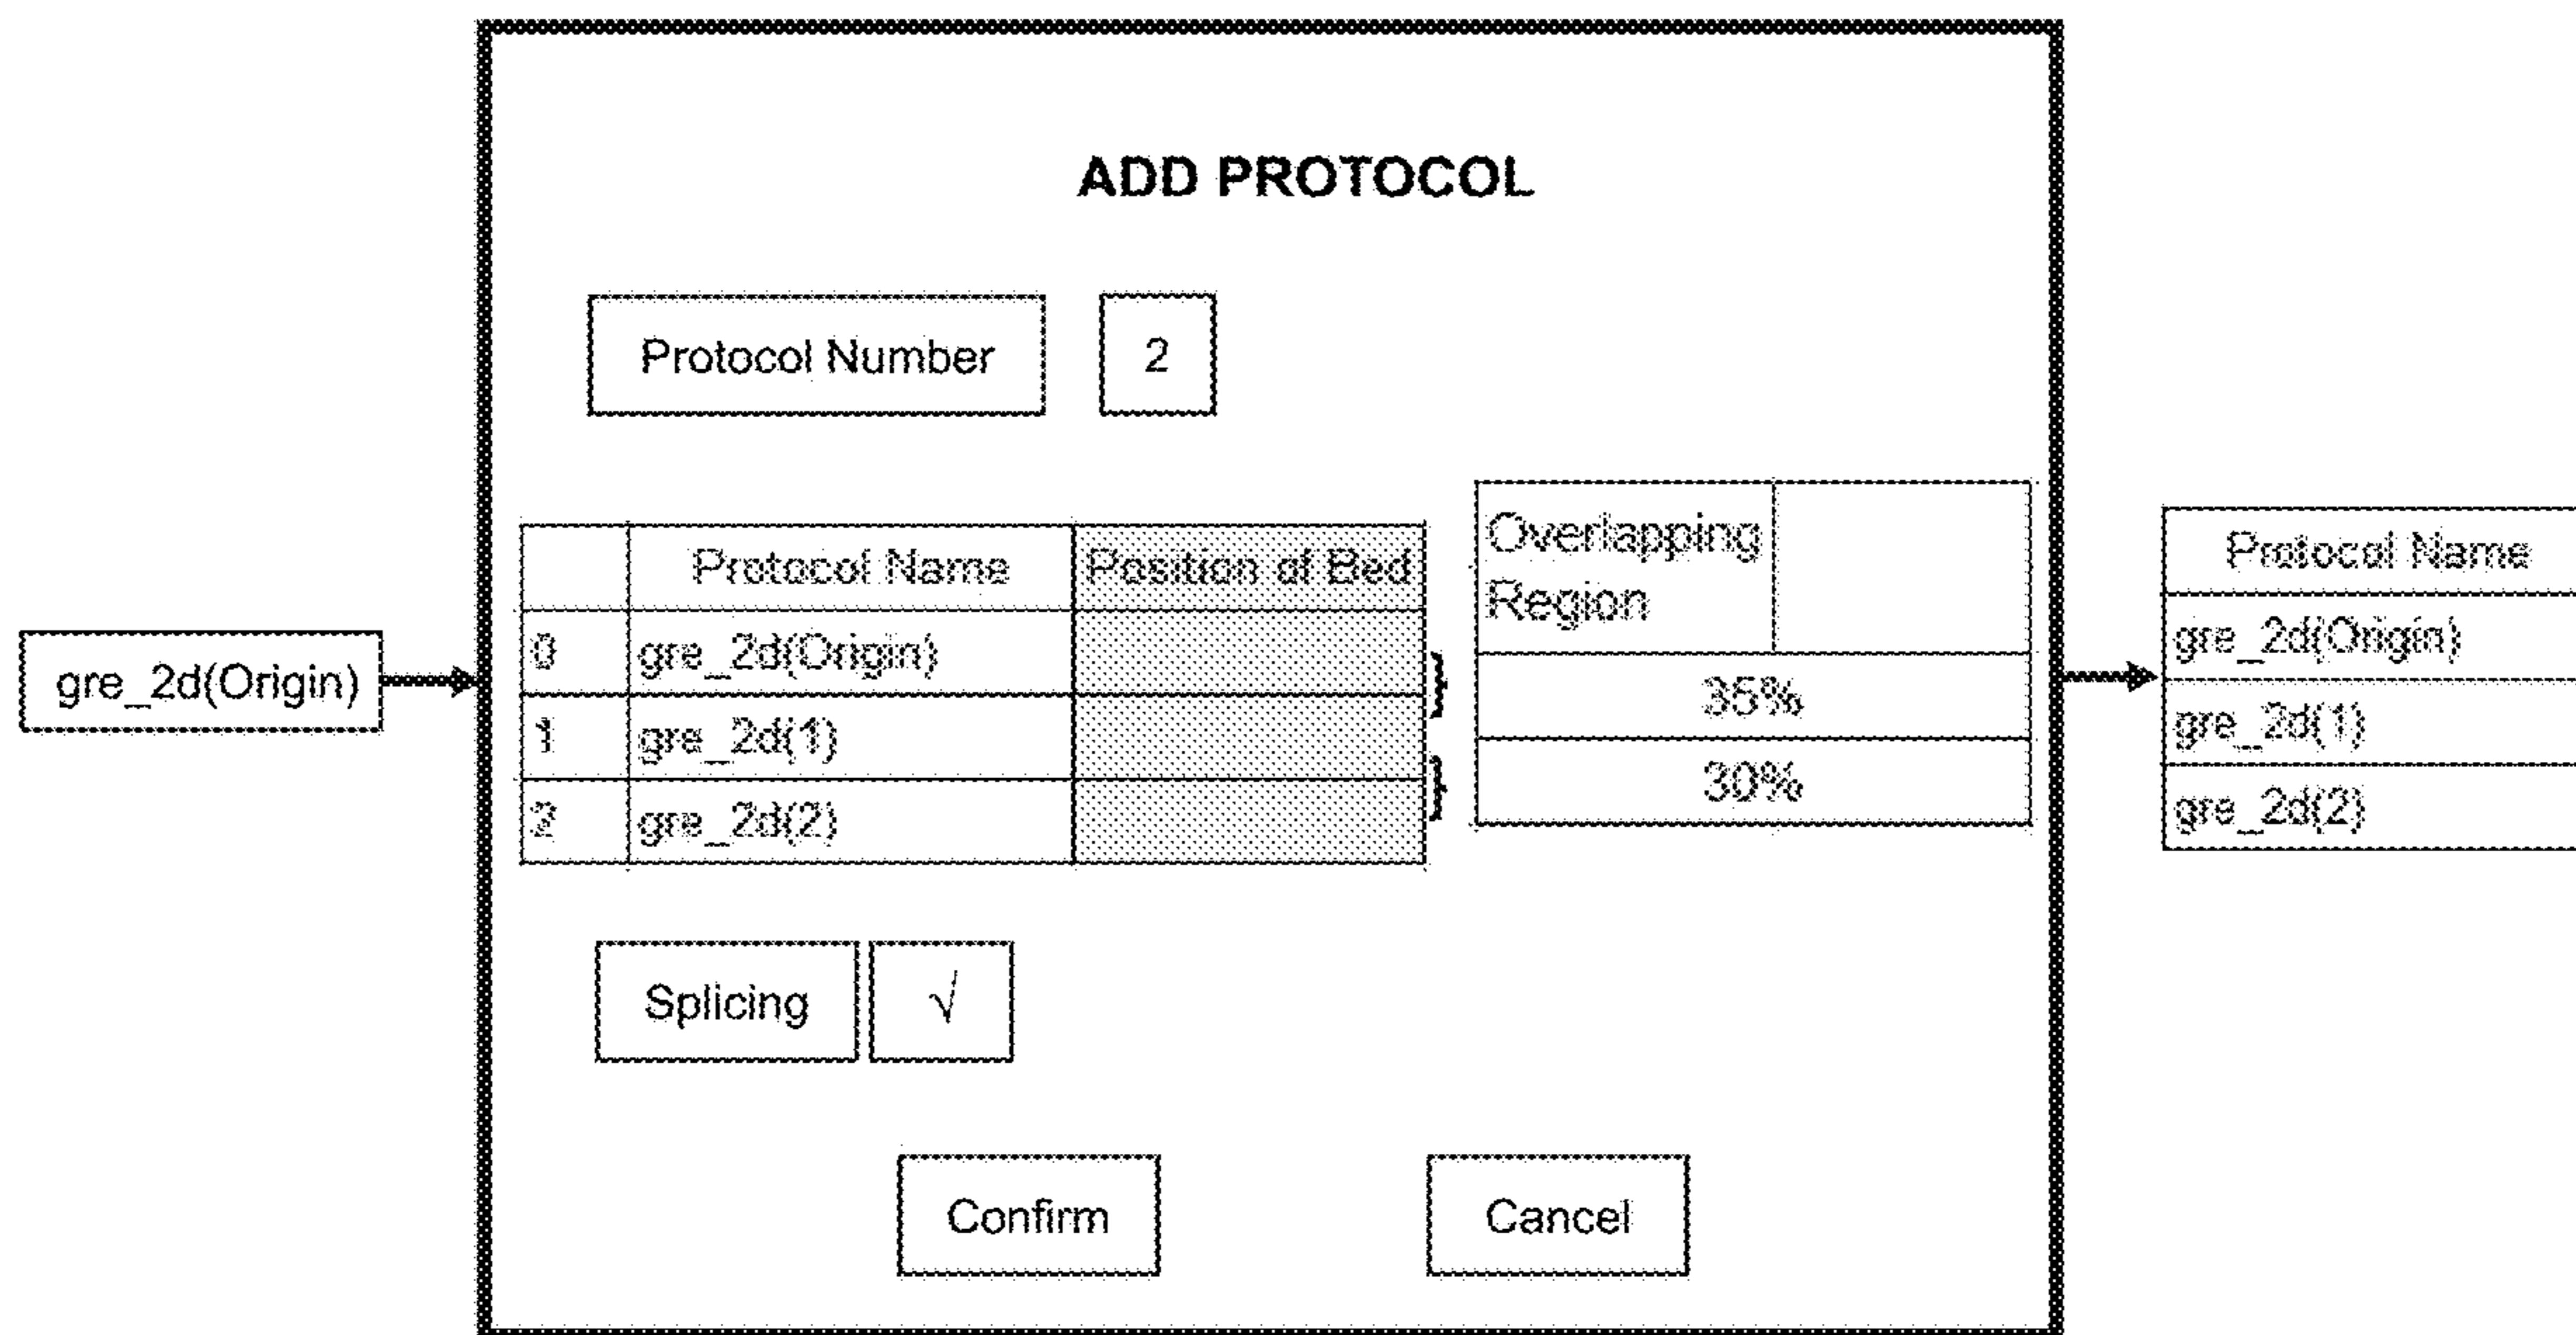 ADD PROTOCOL
Protocol Number 2
gre_2d(Origin)
Protocol Name Position of Bed
0 gre_2d(Origin)
1 gre_2d(1)
2 gre_2d(2)
Overlapping
Region
35%
30%
Splicing √
Confirm Cancel
Protocol Name
gre_2d(Origin)
gre_2d(1)
gre_2d(2)